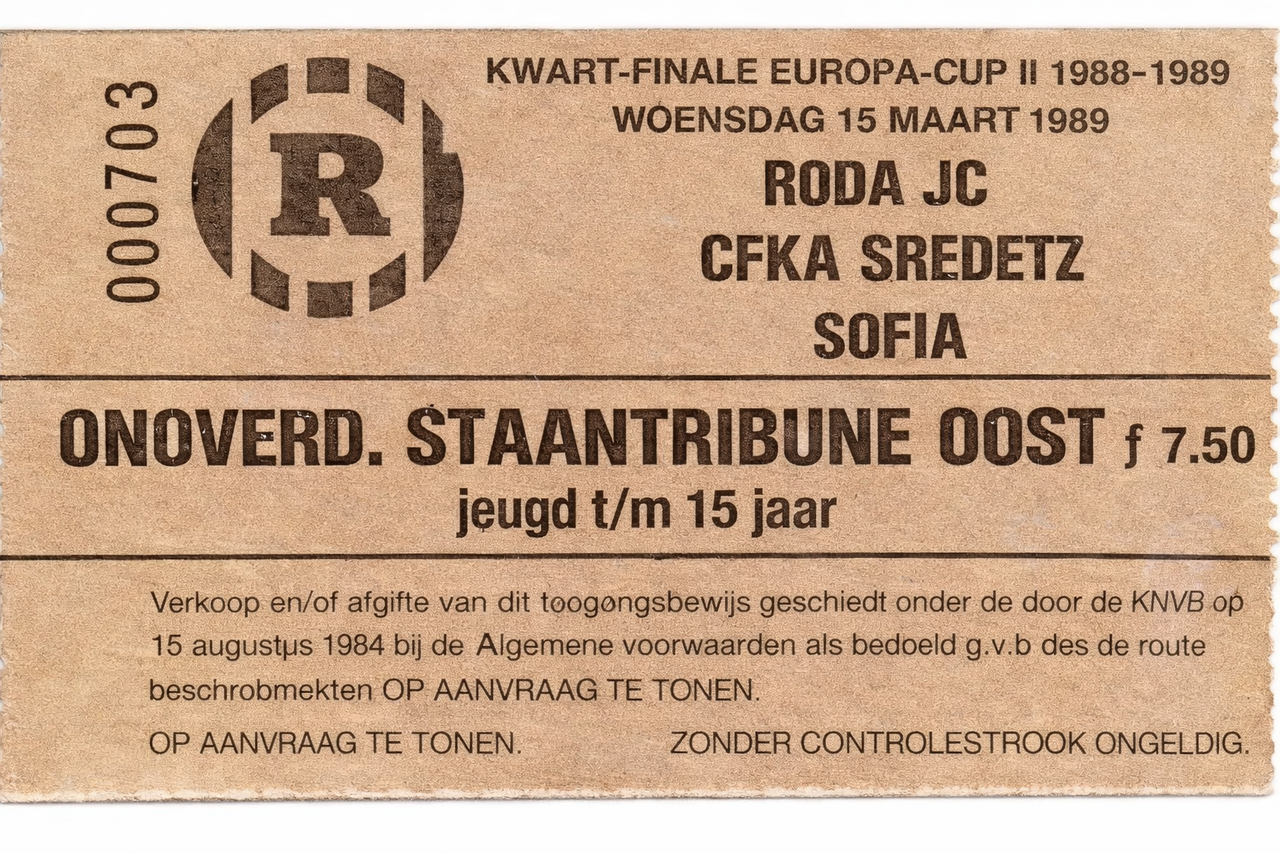 000703
R
KWART-FINALE EUROPA-CUP II 1988-1989
WOENSDAG 15 MAART 1989
RODA JC
CFKA SREDETZ
SOFIA
ONOVERD. STAANTRIBUNE OOST ƒ 7.50
jeugd t/m 15 jaar
Verkoop en/of afgifte van dit toogøngsbewijs geschiedt onder de door de KNVB op
15 augustµs 1984 bij de Algemene voorwaarden als bedoeld g.v.b des de route
beschrobmekten OP AANVRAAG TE TONEN.
OP AANVRAAG TE TONEN. ZONDER CONTROLESTROOK ONGELDIG.